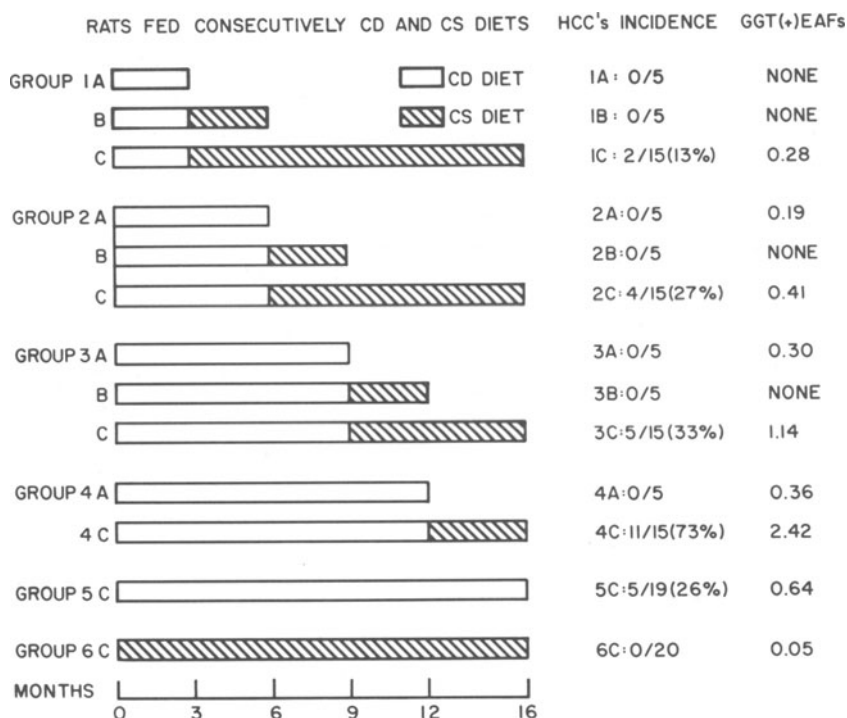 RATS FED CONSECUTIVELY CD AND CS DIETS HCC's INCIDENCE GGT(+)EAFs
GROUP 1A CD DIET 1A: 0/5 NONE
B CS DIET 1B: 0/5 NONE
C 1C: 2/15(13%) 0.28
GROUP 2 A 2A:0/5 0.19
B 2B:0/5 NONE
C 2C:4/15(27%) 0.41
GROUP 3 A 3A:0/5 0.30
B 3B:0/5 NONE
C 3C:5/15(33%) 1.14
GROUP 4 A 4A:0/5 0.36
4 C 4C:11/15(73%) 2.42
GROUP 5 C 5C:5/19(26%) 0.64
GROUP 6 C 6C:0/20 0.05
MONTHS
0 3 6 9 12 16